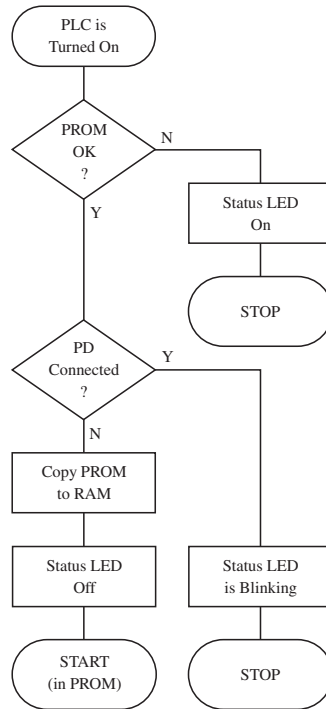 PLC is
Turned On
PROM
OK
?
N
Y
Status LED
On
STOP
PD
Connected
?
Y
N
Copy PROM
to RAM
Status LED
Off
Status LED
is Blinking
START
(in PROM)
STOP